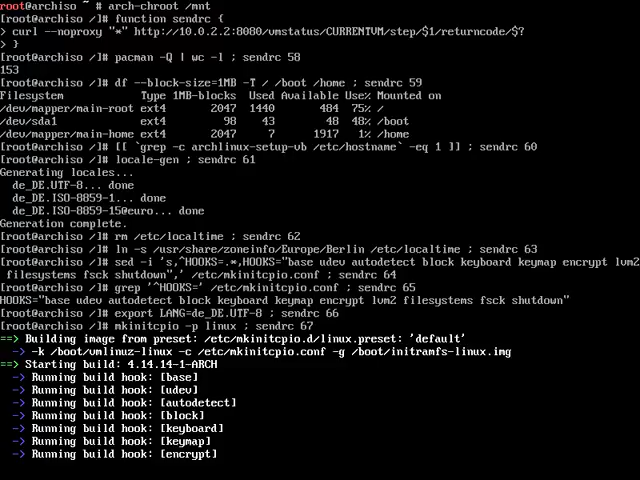 root@archiso ~ # arch-chroot /mnt
[root@archiso /]# function sendrc {
> curl --noproxy "*" http://10.0.2.2:8080/vmstatus/CURRENTVM/step/$1/returncode/$?
> }
[root@archiso /]# pacman -Q | wc -l ; sendrc 58
153
[root@archiso /]# df --block-size=1MB -T / /boot /home ; sendrc 59
Filesystem Type 1MB-blocks Used Available Use% Mounted on
/dev/mapper/main-root ext4 2047 1440 484 75% /
/dev/sda1 ext4 98 43 48 48% /boot
/dev/mapper/main-home ext4 2047 7 1917 1% /home
[root@archiso /]# [[ `grep -c archlinux-setup-vb /etc/hostname` -eq 1 ]] ; sendrc 60
[root@archiso /]# locale-gen ; sendrc 61
Generating locales...
de_DE.UTF-8... done
de_DE.ISO-8859-1... done
de_DE.ISO-8859-15@euro... done
Generation complete.
[root@archiso /]# rm /etc/localtime ; sendrc 62
[root@archiso /]# ln -s /usr/share/zoneinfo/Europe/Berlin /etc/localtime ; sendrc 63
[root@archiso /]# sed -i 's,^HOOKS=.*,HOOKS="base udev autodetect block keyboard keymap encrypt lvm2
filesystems fsck shutdown",' /etc/mkinitcpio.conf ; sendrc 64
[root@archiso /]# grep '^HOOKS=' /etc/mkinitcpio.conf ; sendrc 65
HOOKS="base udev autodetect block keyboard keymap encrypt lvm2 filesystems fsck shutdown"
[root@archiso /]# export LANG=de_DE.UTF-8 ; sendrc 66
[root@archiso /]# mkinitcpio -p linux ; sendrc 67
==> Building image from preset: /etc/mkinitcpio.d/linux.preset: 'default'
-> -k /boot/vmlinuz-linux -c /etc/mkinitcpio.conf -g /boot/initramfs-linux.img
==> Starting build: 4.14.14-1-ARCH
-> Running build hook: [base]
-> Running build hook: [udev]
-> Running build hook: [autodetect]
-> Running build hook: [block]
-> Running build hook: [keyboard]
-> Running build hook: [keymap]
-> Running build hook: [encrypt]